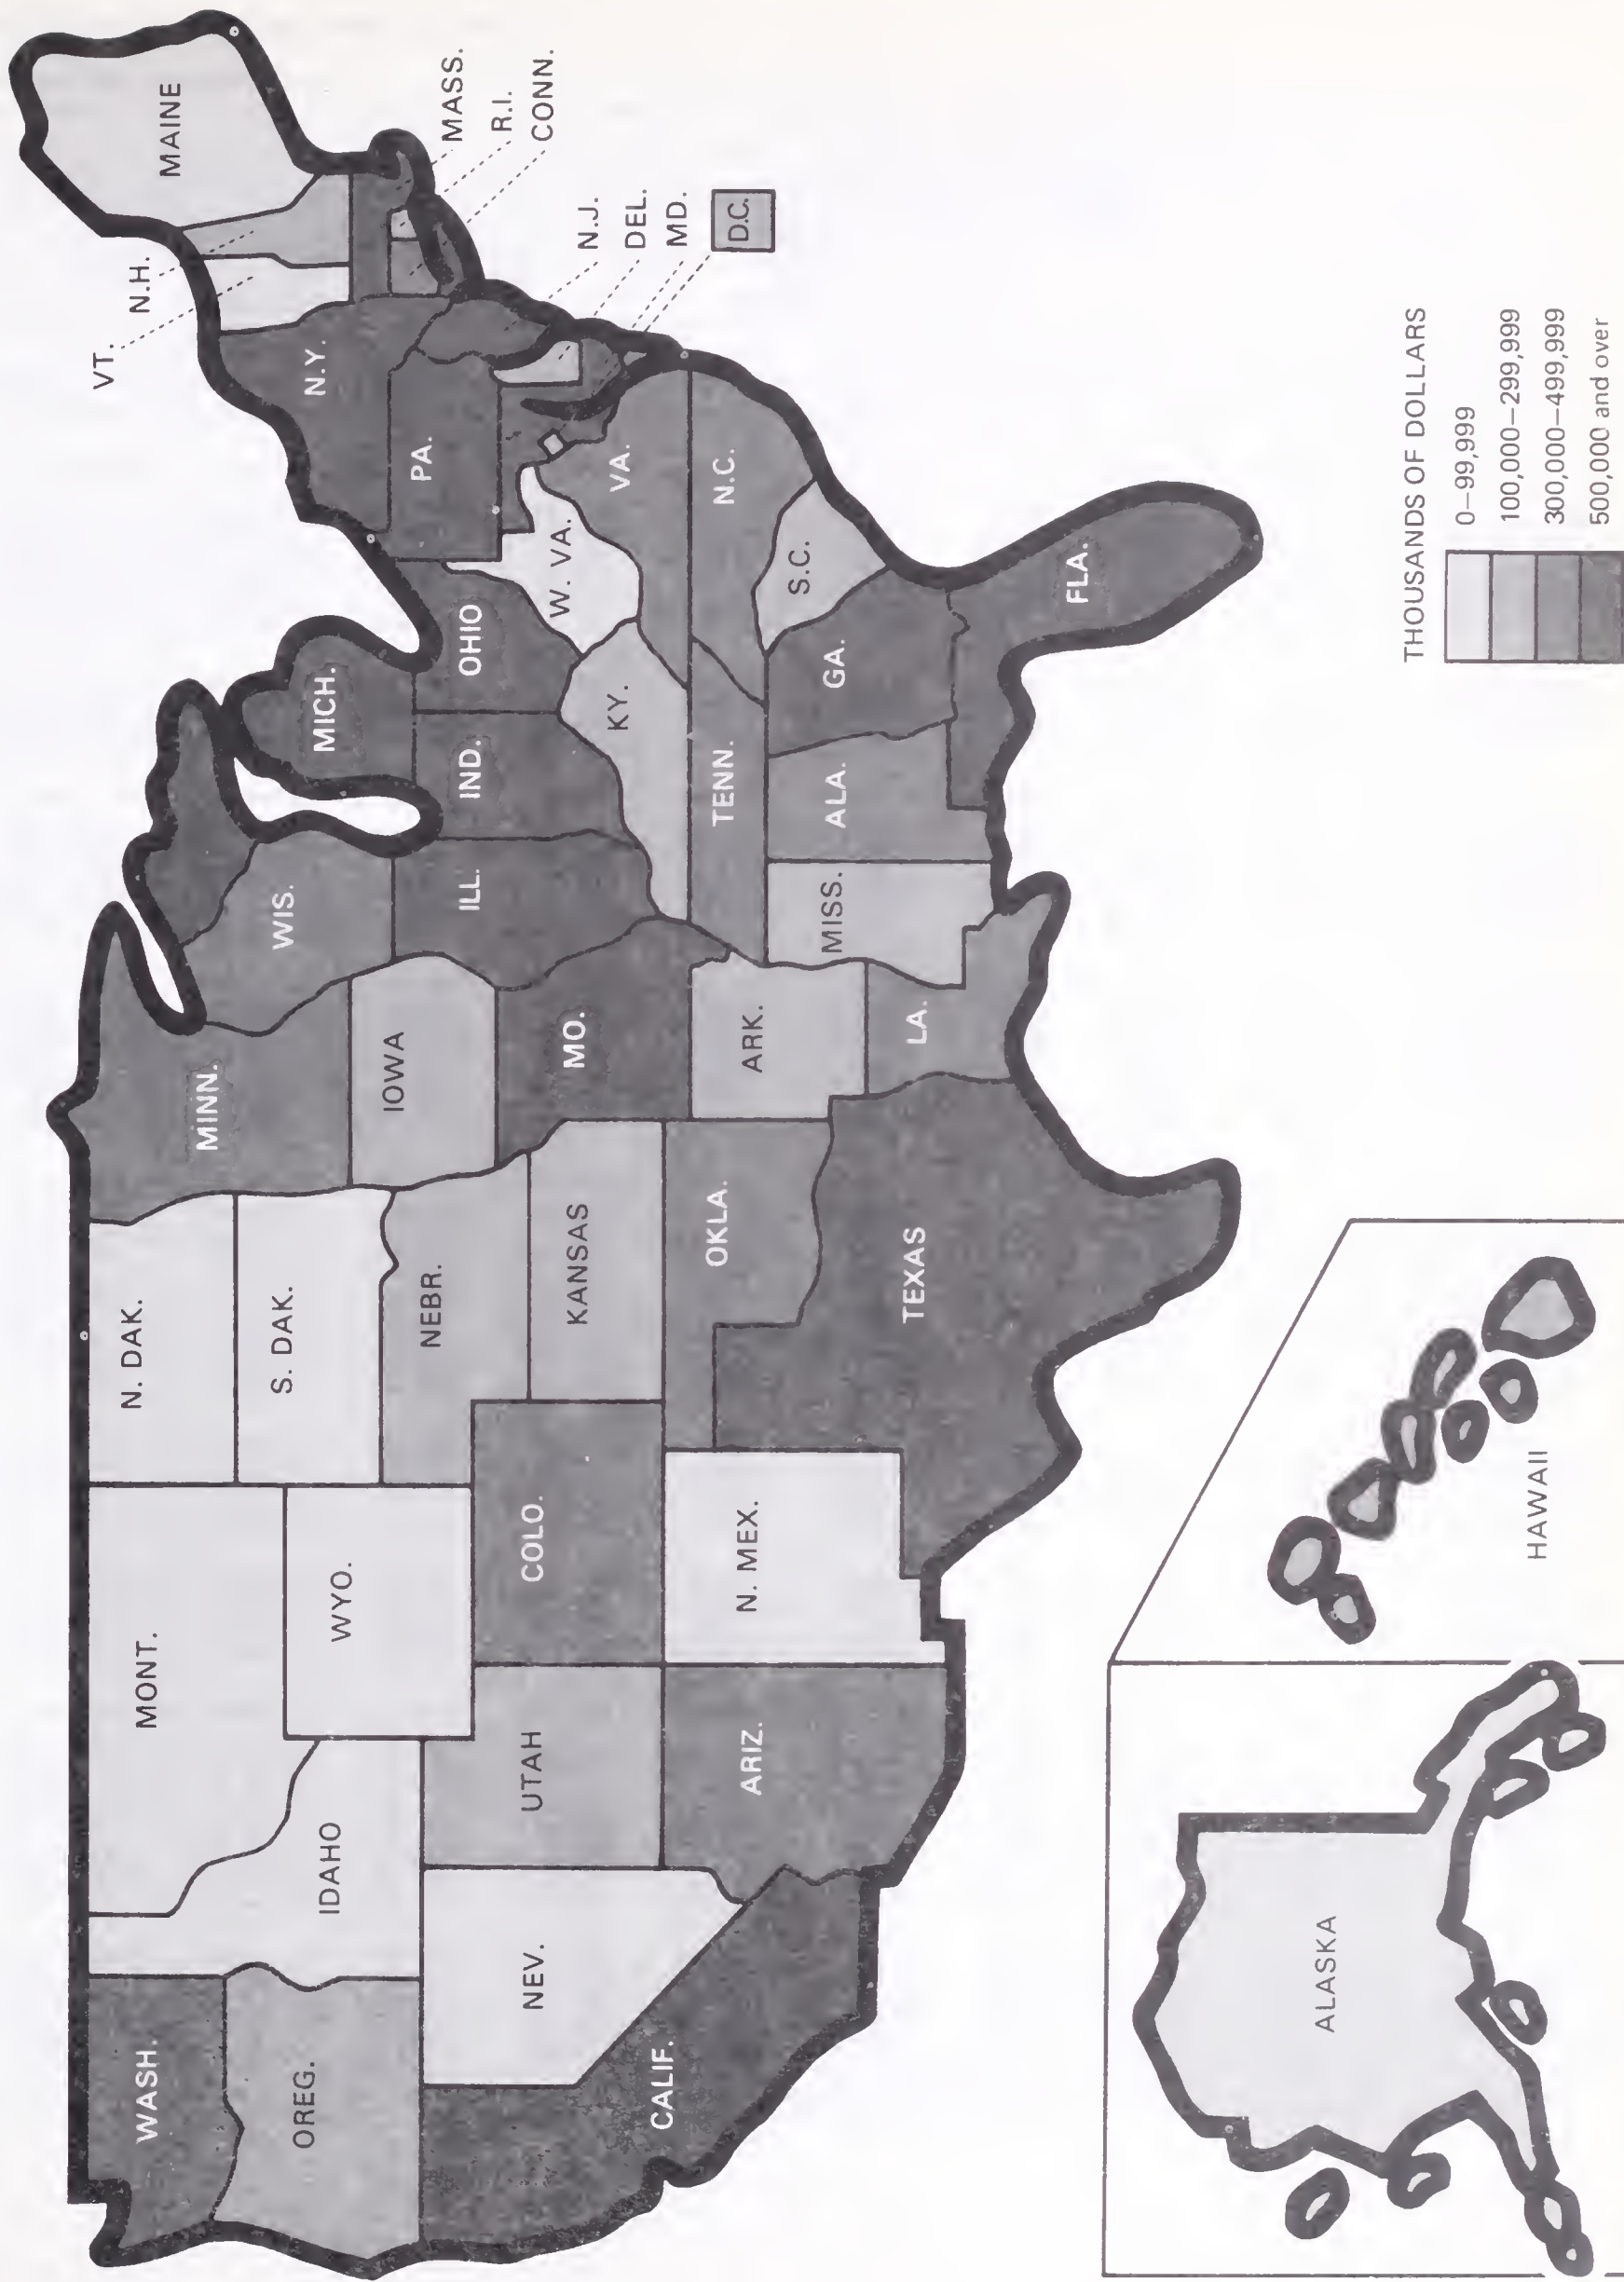 WASH.
OREG.
CALIF.
IDAHO
NEV.
MONT.
WYO.
UTAH
ARIZ.
COLO.
N. MEX.
N. DAK.
S. DAK.
NEBR.
KANSAS
OKLA.
TEXAS
MINN.
IOWA
MO.
ARK.
LA.
WIS.
ILL.
MISS.
MICH.
IND.
OHIO
KY.
TENN.
ALA.
GA.
FLA.
S.C.
N.C.
VA.
W. VA.
PA.
N.Y.
VT.
N.H.
MAINE
MASS.
R.I.
CONN.
N.J.
DEL.
MD.
D.C.
ALASKA
HAWAII
THOUSANDS OF DOLLARS
0–99,999
100,000–299,999
300,000–499,999
500,000 and over